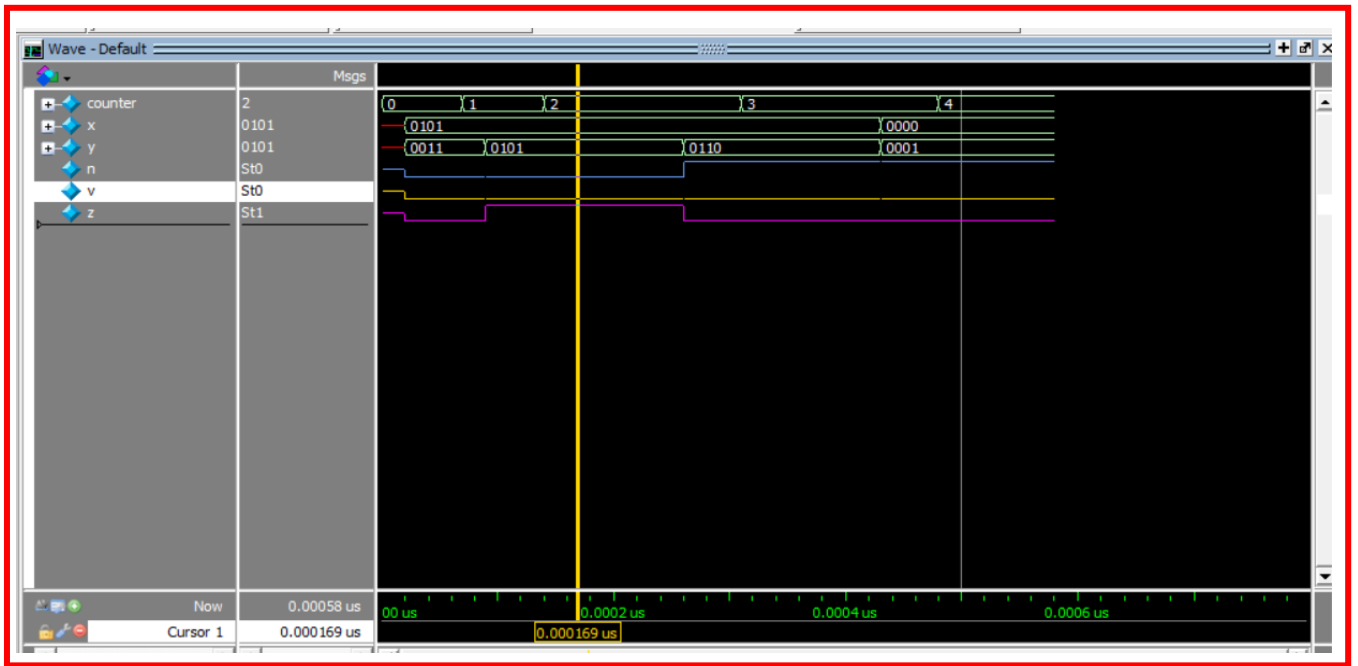 Wave - Default
Msgs
counter 2 0 1 2 3 4
x 0101 0101 0000
y 0101 0011 0101 0110 0001
n St0
v St0
z St1
Now 0.00058 us 00 us 0.0002 us 0.0004 us 0.0006 us
Cursor 1 0.000169 us 0.000169 us